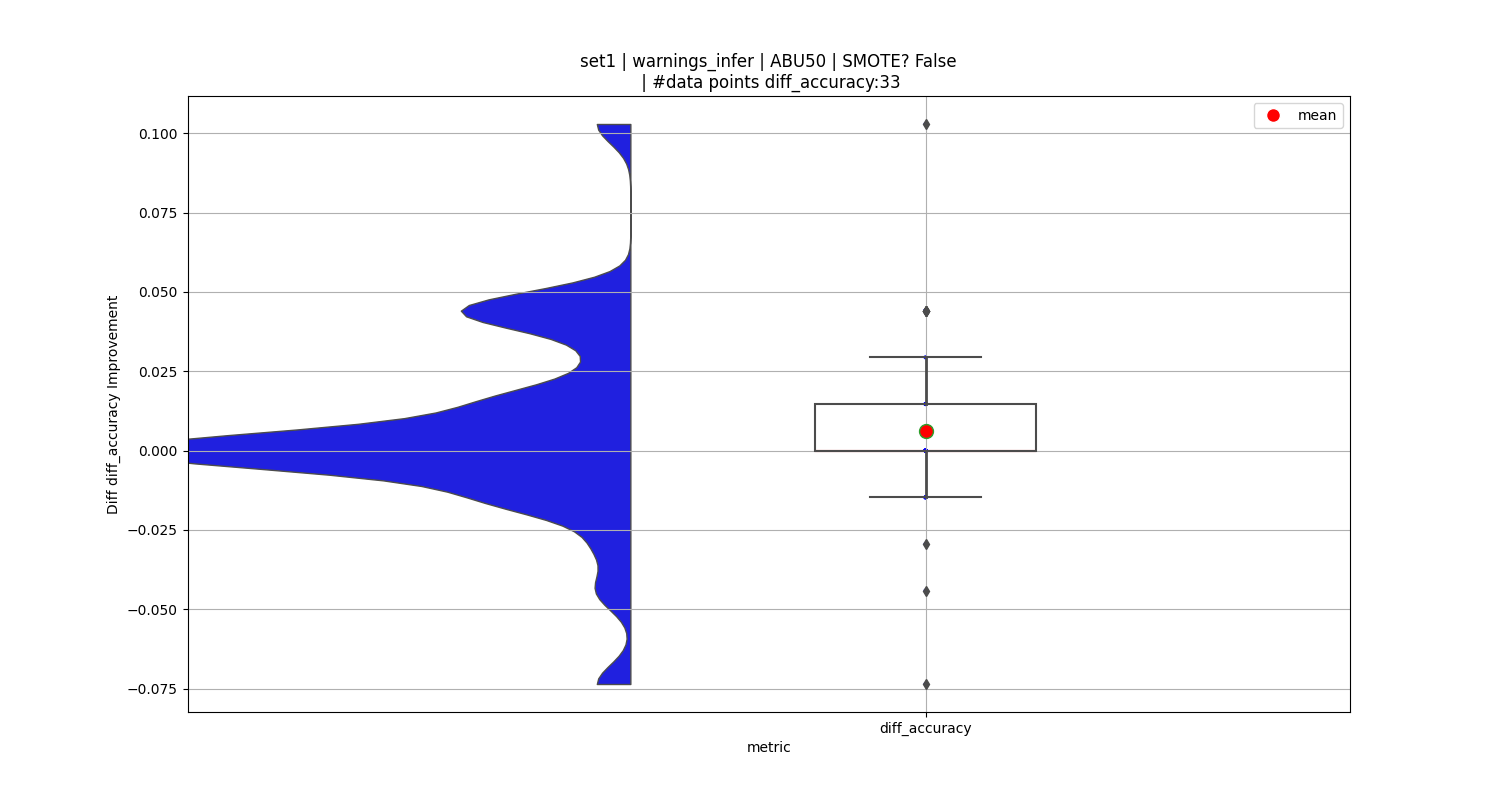 set1 | warnings_infer | ABU50 | SMOTE? False
| #data points diff_accuracy:33
mean
0.100
0.075
0.050
0.025
0.000
−0.025
−0.050
−0.075
Diff diff_accuracy Improvement
diff_accuracy
metric